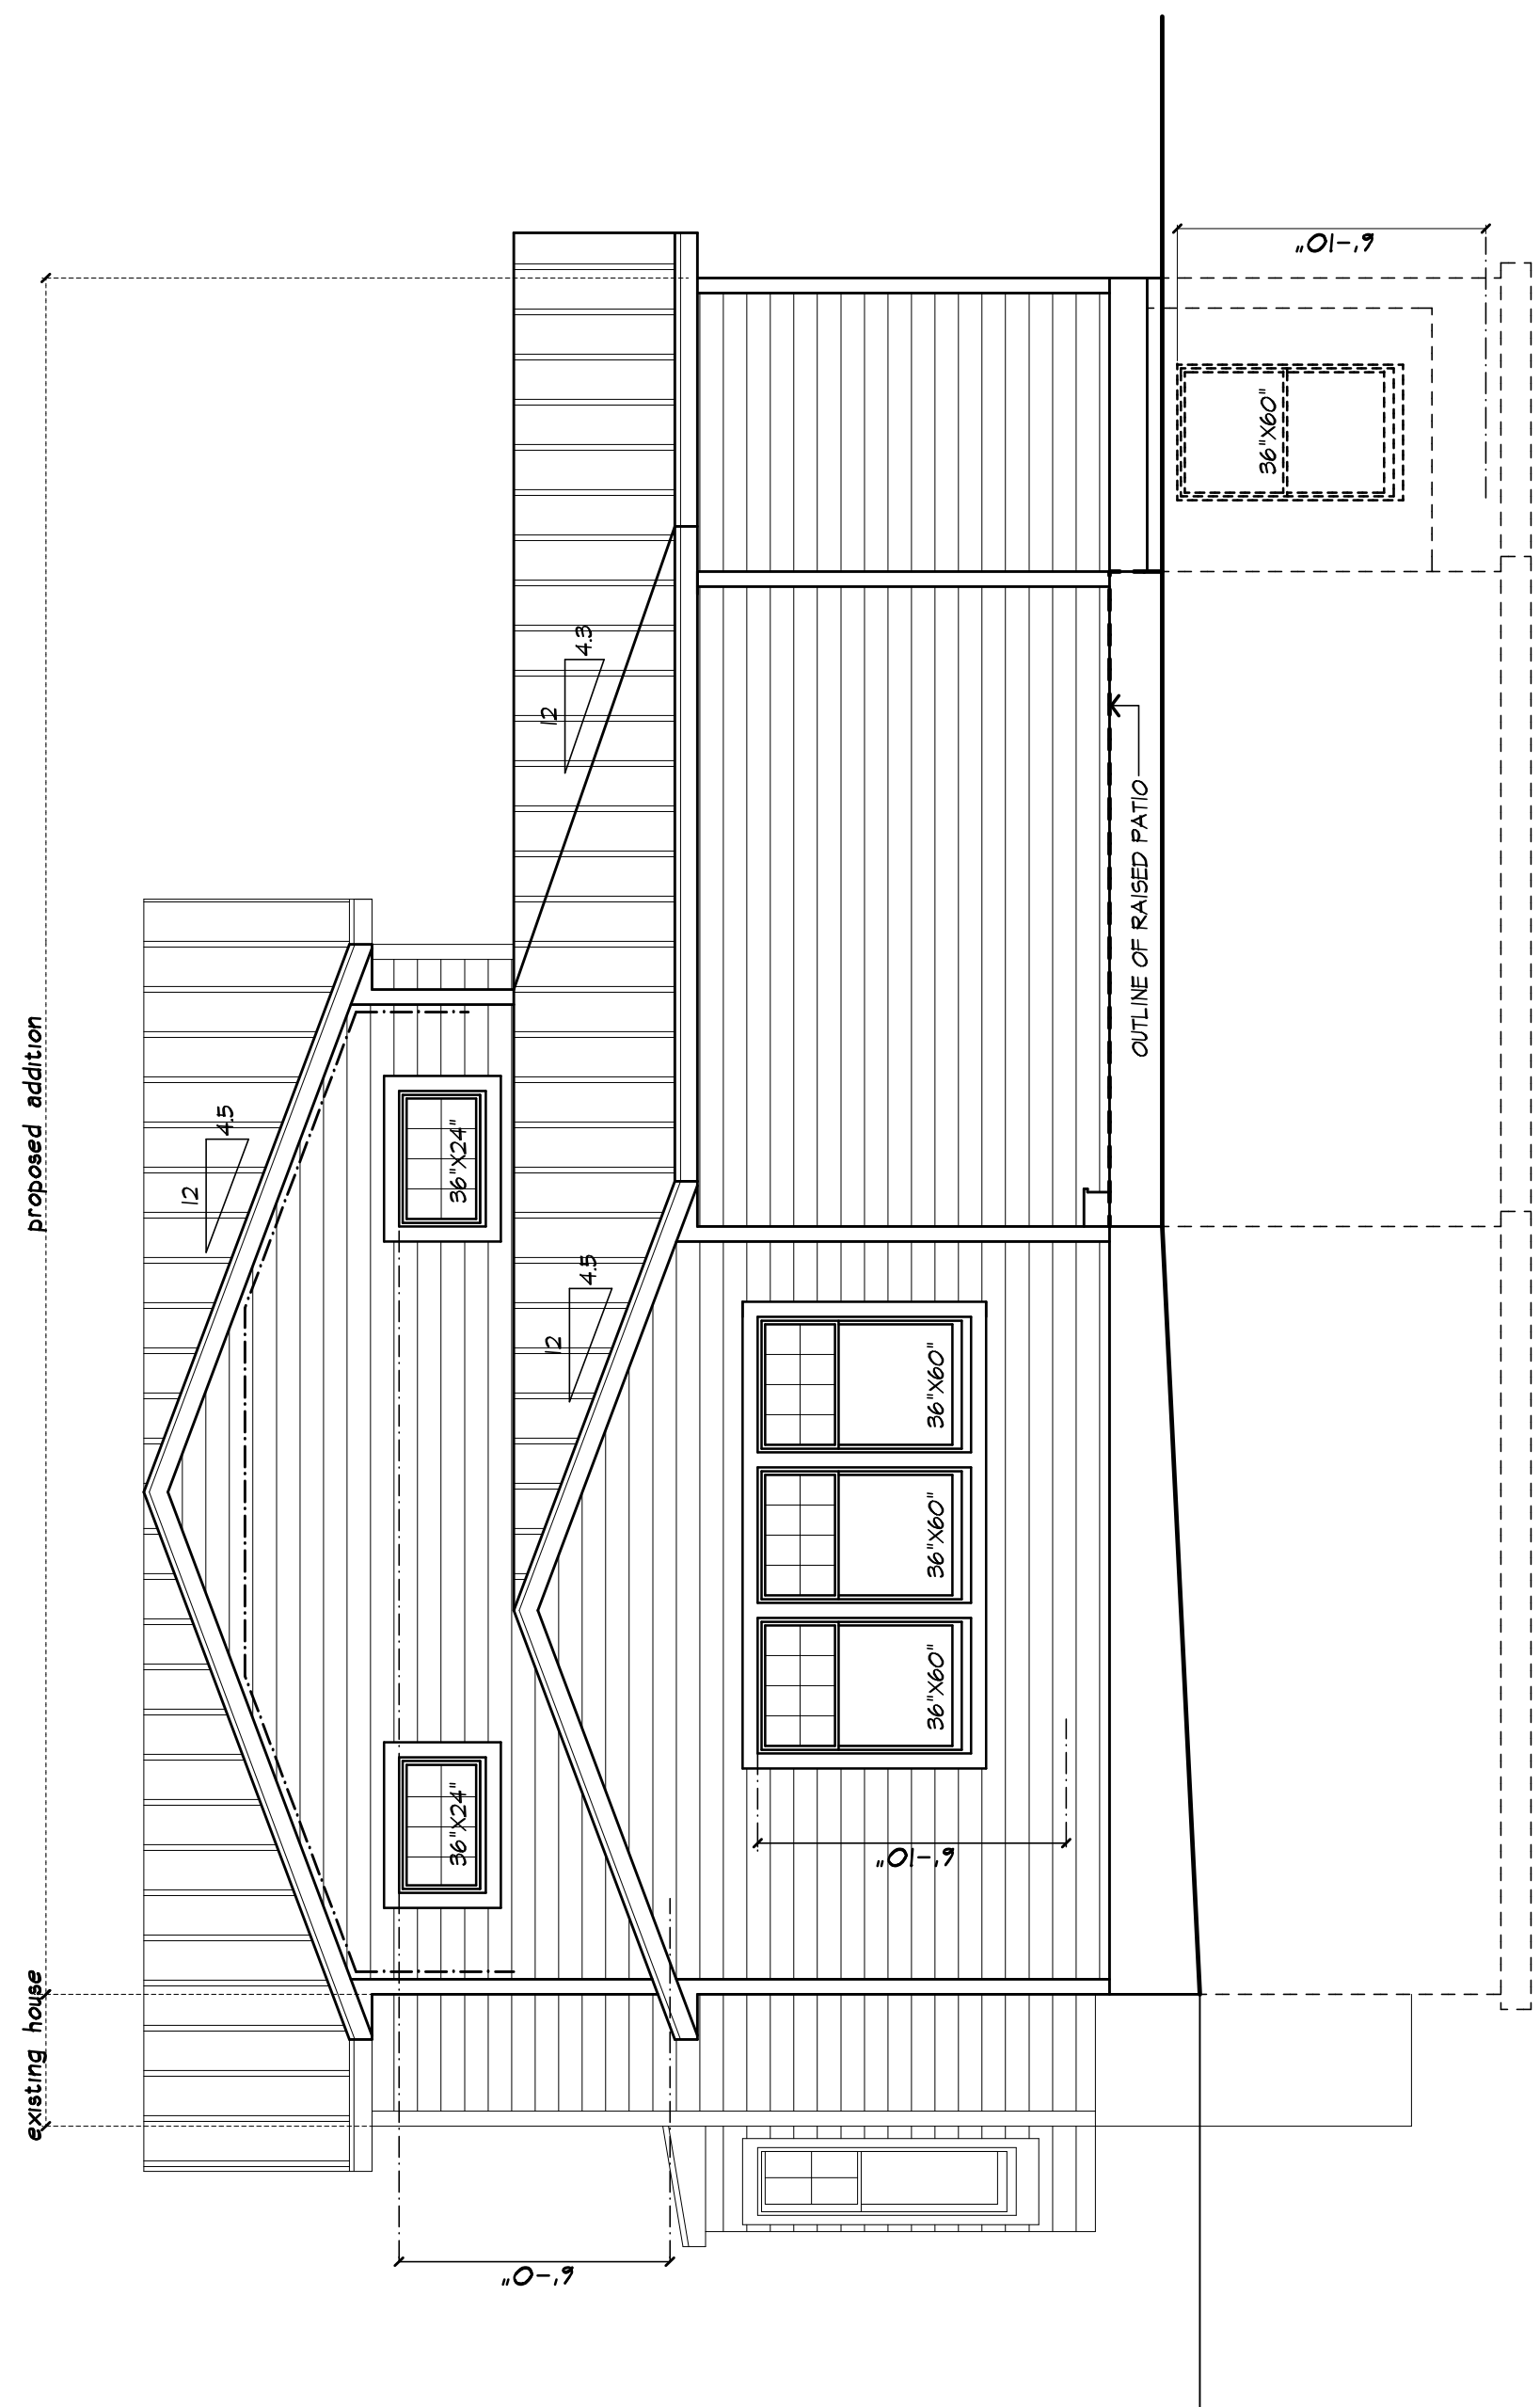 existing house
proposed addition
12
4.5
36"X24"
36"X24"
6'-0"
12
4.5
12
4.3
36"X60"
36"X60"
36"X60"
6'-10"
OUTLINE OF RAISED PATIO
36"X60"
6'-10"